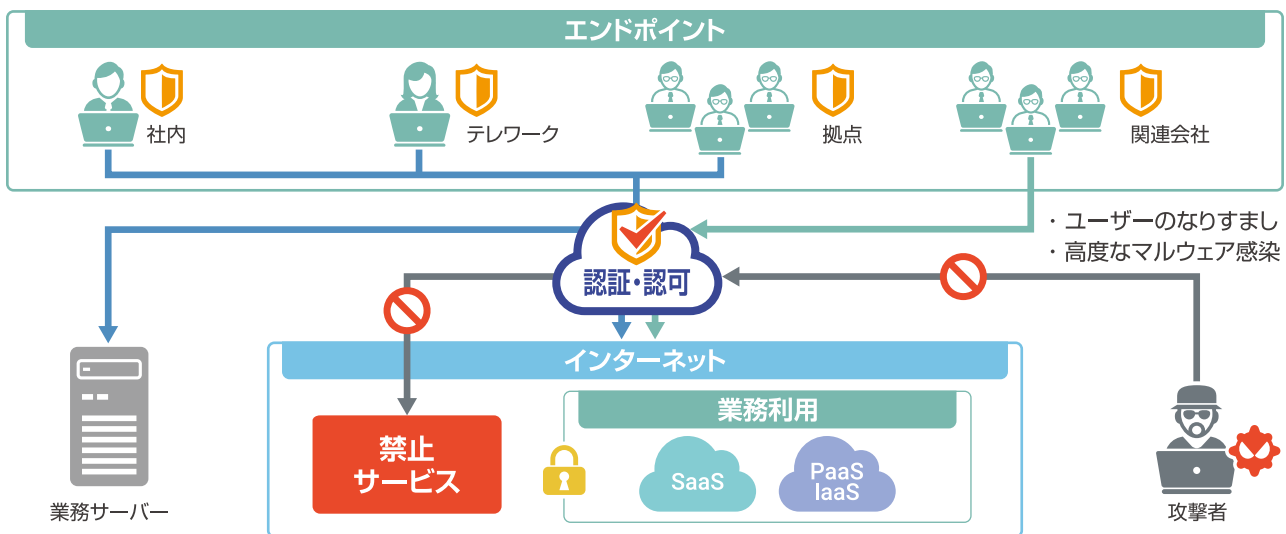 エンドポイント
社内
テレワーク
拠点
関連会社
・ ユーザーのなりすまし
・ 高度なマルウェア感染
認証・認可
インターネット
業務利用
禁止
サービス
SaaS
PaaS
IaaS
業務サーバー
攻撃者